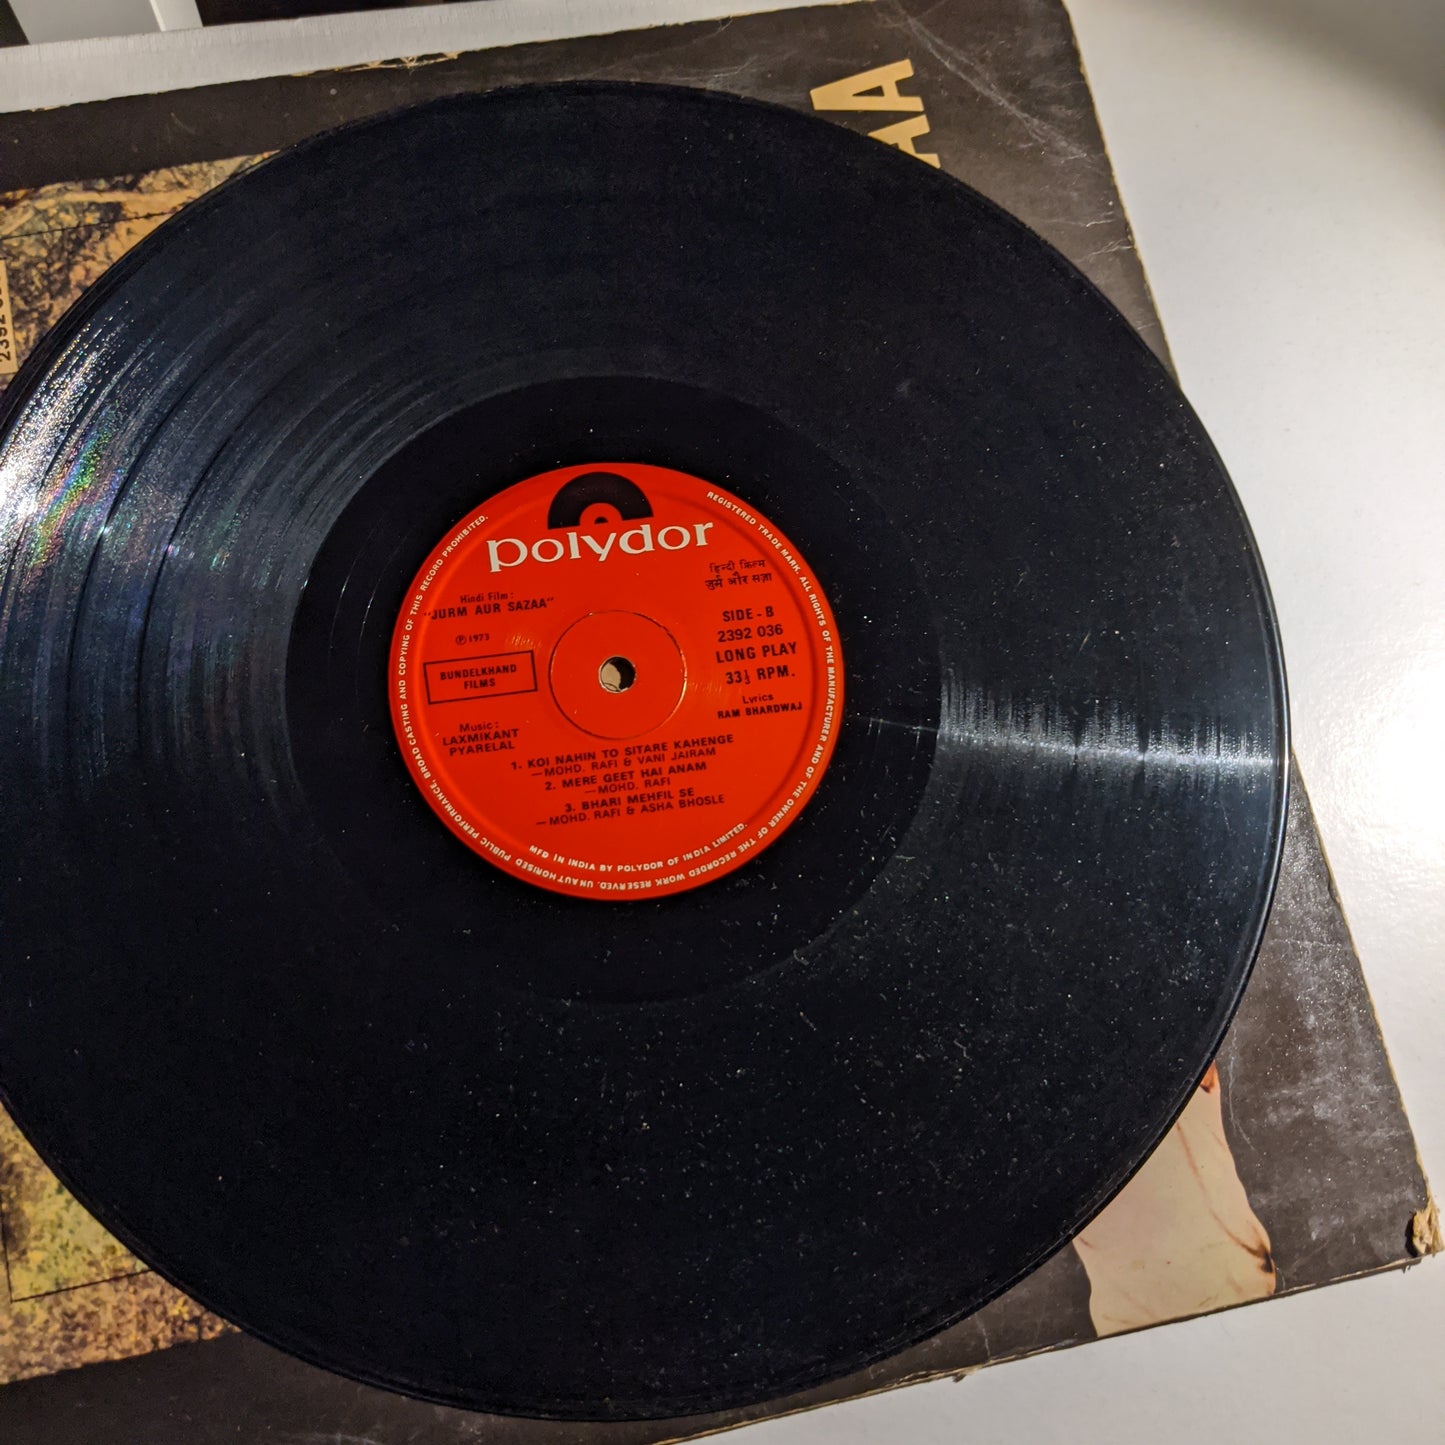 AA
2392
polydor
हिन्दी फ़िल्म
जुर्म और सज़ा
Hindi Film :
"JURM AUR SAZAA"
℗ 1973
BUNDELKHAND
FILMS
SIDE - B
2392 036
LONG PLAY
33⅓ RPM.
Lyrics
RAM BHARDWAJ
Music :
LAXMIKANT
PYARELAL
1. KOI NAHIN TO SITARE KAHENGE
—MOHD. RAFI & VANI JAIRAM
2. MERE GEET HAI ANAM
—MOHD. RAFI
3. BHARI MEHFIL SE
—MOHD. RAFI & ASHA BHOSLE
MFD IN INDIA BY POLYDOR OF INDIA LIMITED.
REGISTERED TRADE MARK. ALL RIGHTS OF THE MANUFACTURER AND OF THE OWNER OF THE RECORDED WORK RESERVED. UNAUTHORISED PUBLIC PERFORMANCE, BROADCASTING AND COPYING OF THIS RECORD PROHIBITED.